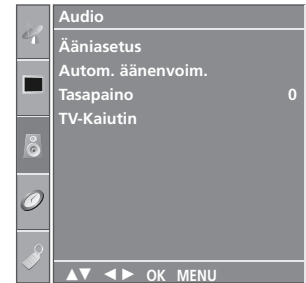 Audio
Ääniasetus
Autom. äänenvoim.
Tasapaino 0
TV-Kaiutin
▲▼ ◄► OK MENU